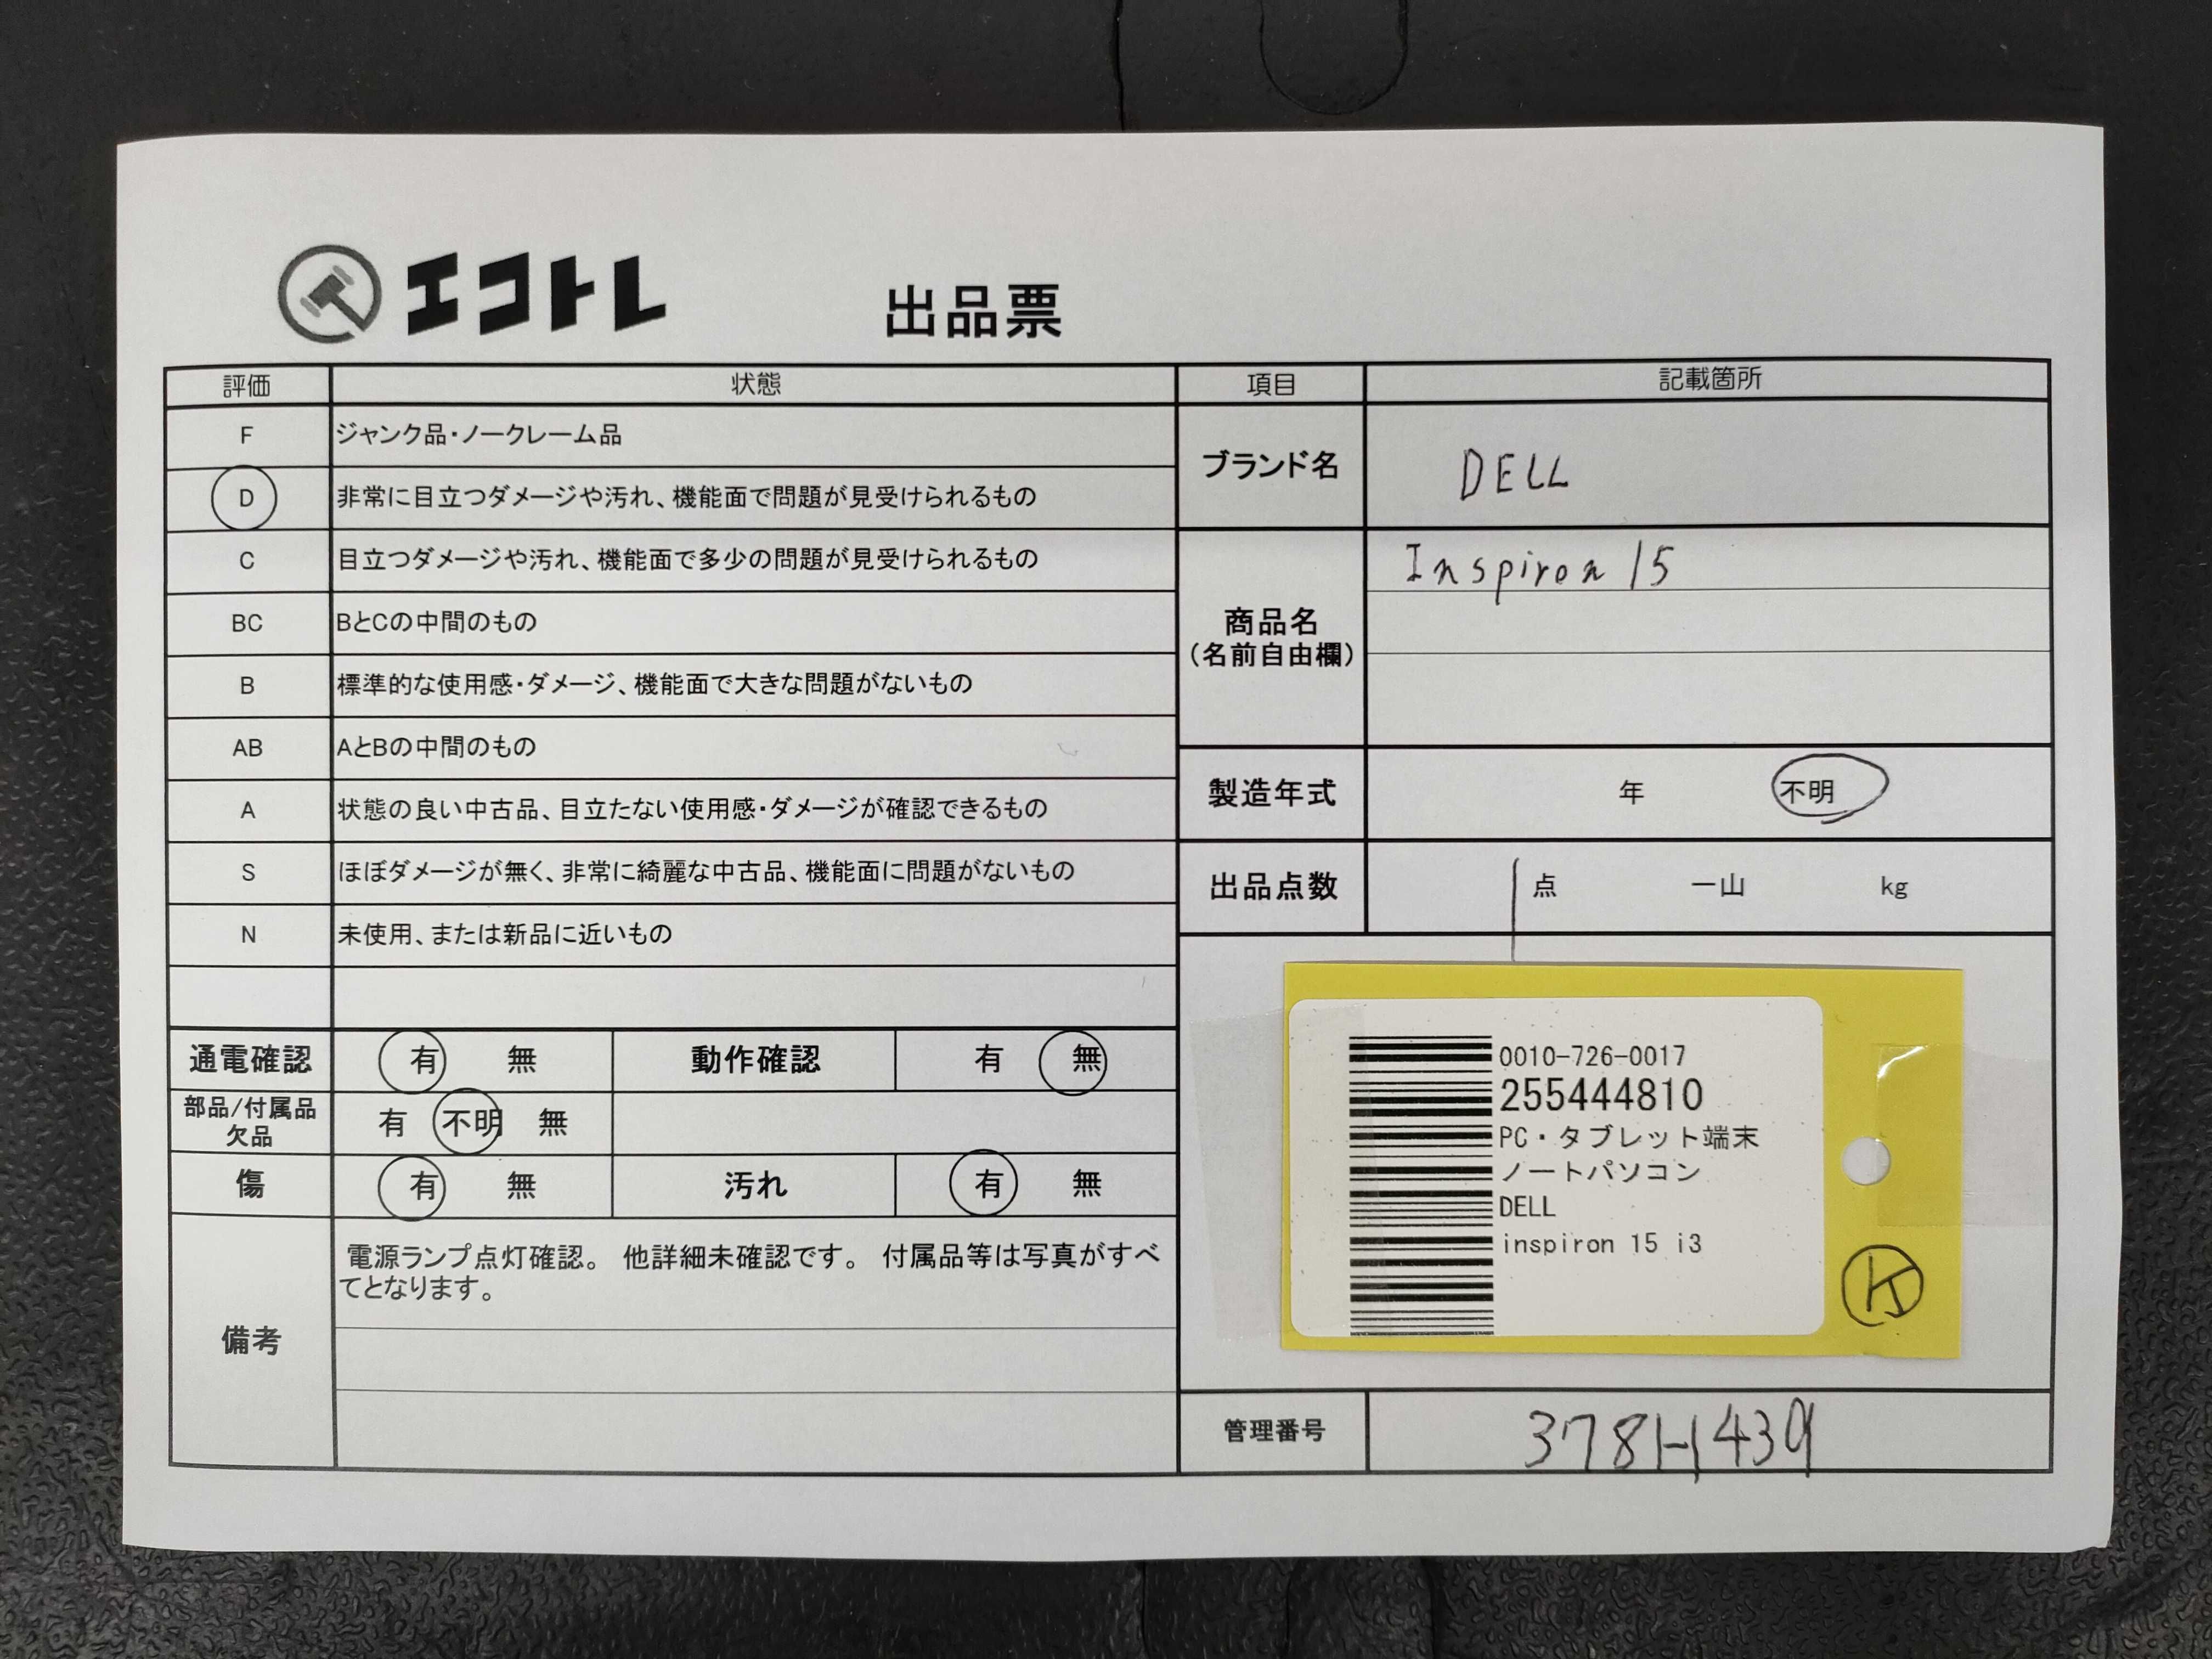 エコトレ
出品票
評価 状態
F ジャンク品・ノークレーム品
D 非常に目立つダメージや汚れ、機能面で問題が見受けられるもの
C 目立つダメージや汚れ、機能面で多少の問題が見受けられるもの
BC BとCの中間のもの
B 標準的な使用感・ダメージ、機能面で大きな問題がないもの
AB AとBの中間のもの
A 状態の良い中古品、目立たない使用感・ダメージが確認できるもの
S ほぼダメージが無く、非常に綺麗な中古品、機能面に問題がないもの
N 未使用、または新品に近いもの
通電確認 有 無 動作確認 有 無
部品/付属品
欠品
有 不明 無
傷 有 無 汚れ 有 無
備考
電源ランプ点灯確認。 他詳細未確認です。 付属品等は写真がすべ
てとなります。
項目 記載箇所
ブランド名 DELL
商品名
(名前自由欄)
Inspiron 15
製造年式 年 不明
出品点数 1 点 一山 kg
0010-726-0017
255444810
PC・タブレット端末
ノートパソコン
DELL
inspiron 15 i3
管理番号 378H1439